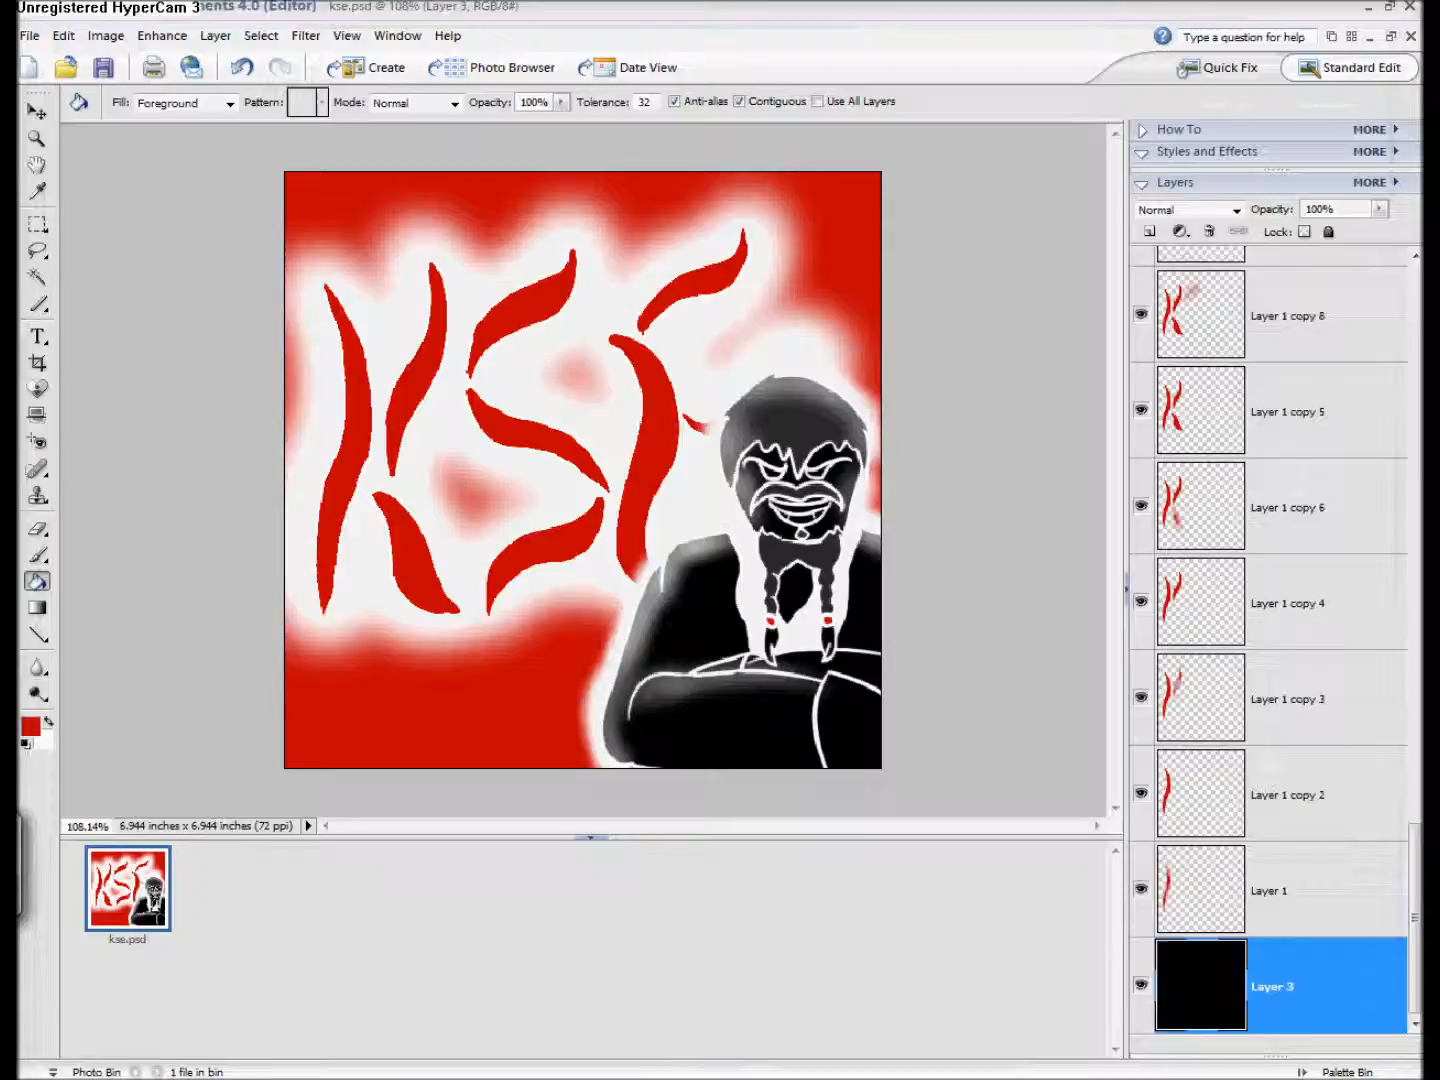 Unregistered HyperCam 3
ents 4.0 (Editor) kse.psd @ 108% (Layer 3, RGB/8#)
File Edit Image Enhance Layer Select Filter View Window Help
Type a question for help
Create Photo Browser Date View
Quick Fix Standard Edit
Fill: Foreground Pattern: Mode: Normal Opacity: 100% Tolerance: 32 Anti-alias Contiguous Use All Layers
How To MORE
Styles and Effects MORE
Layers MORE
Normal Opacity: 100%
Lock:
KSF
Layer 1 copy 8
Layer 1 copy 5
Layer 1 copy 6
Layer 1 copy 4
Layer 1 copy 3
Layer 1 copy 2
Layer 1
Layer 3
108.14% 6.944 inches x 6.944 inches (72 ppi)
kse.psd
Photo Bin 1 file in bin
Palette Bin